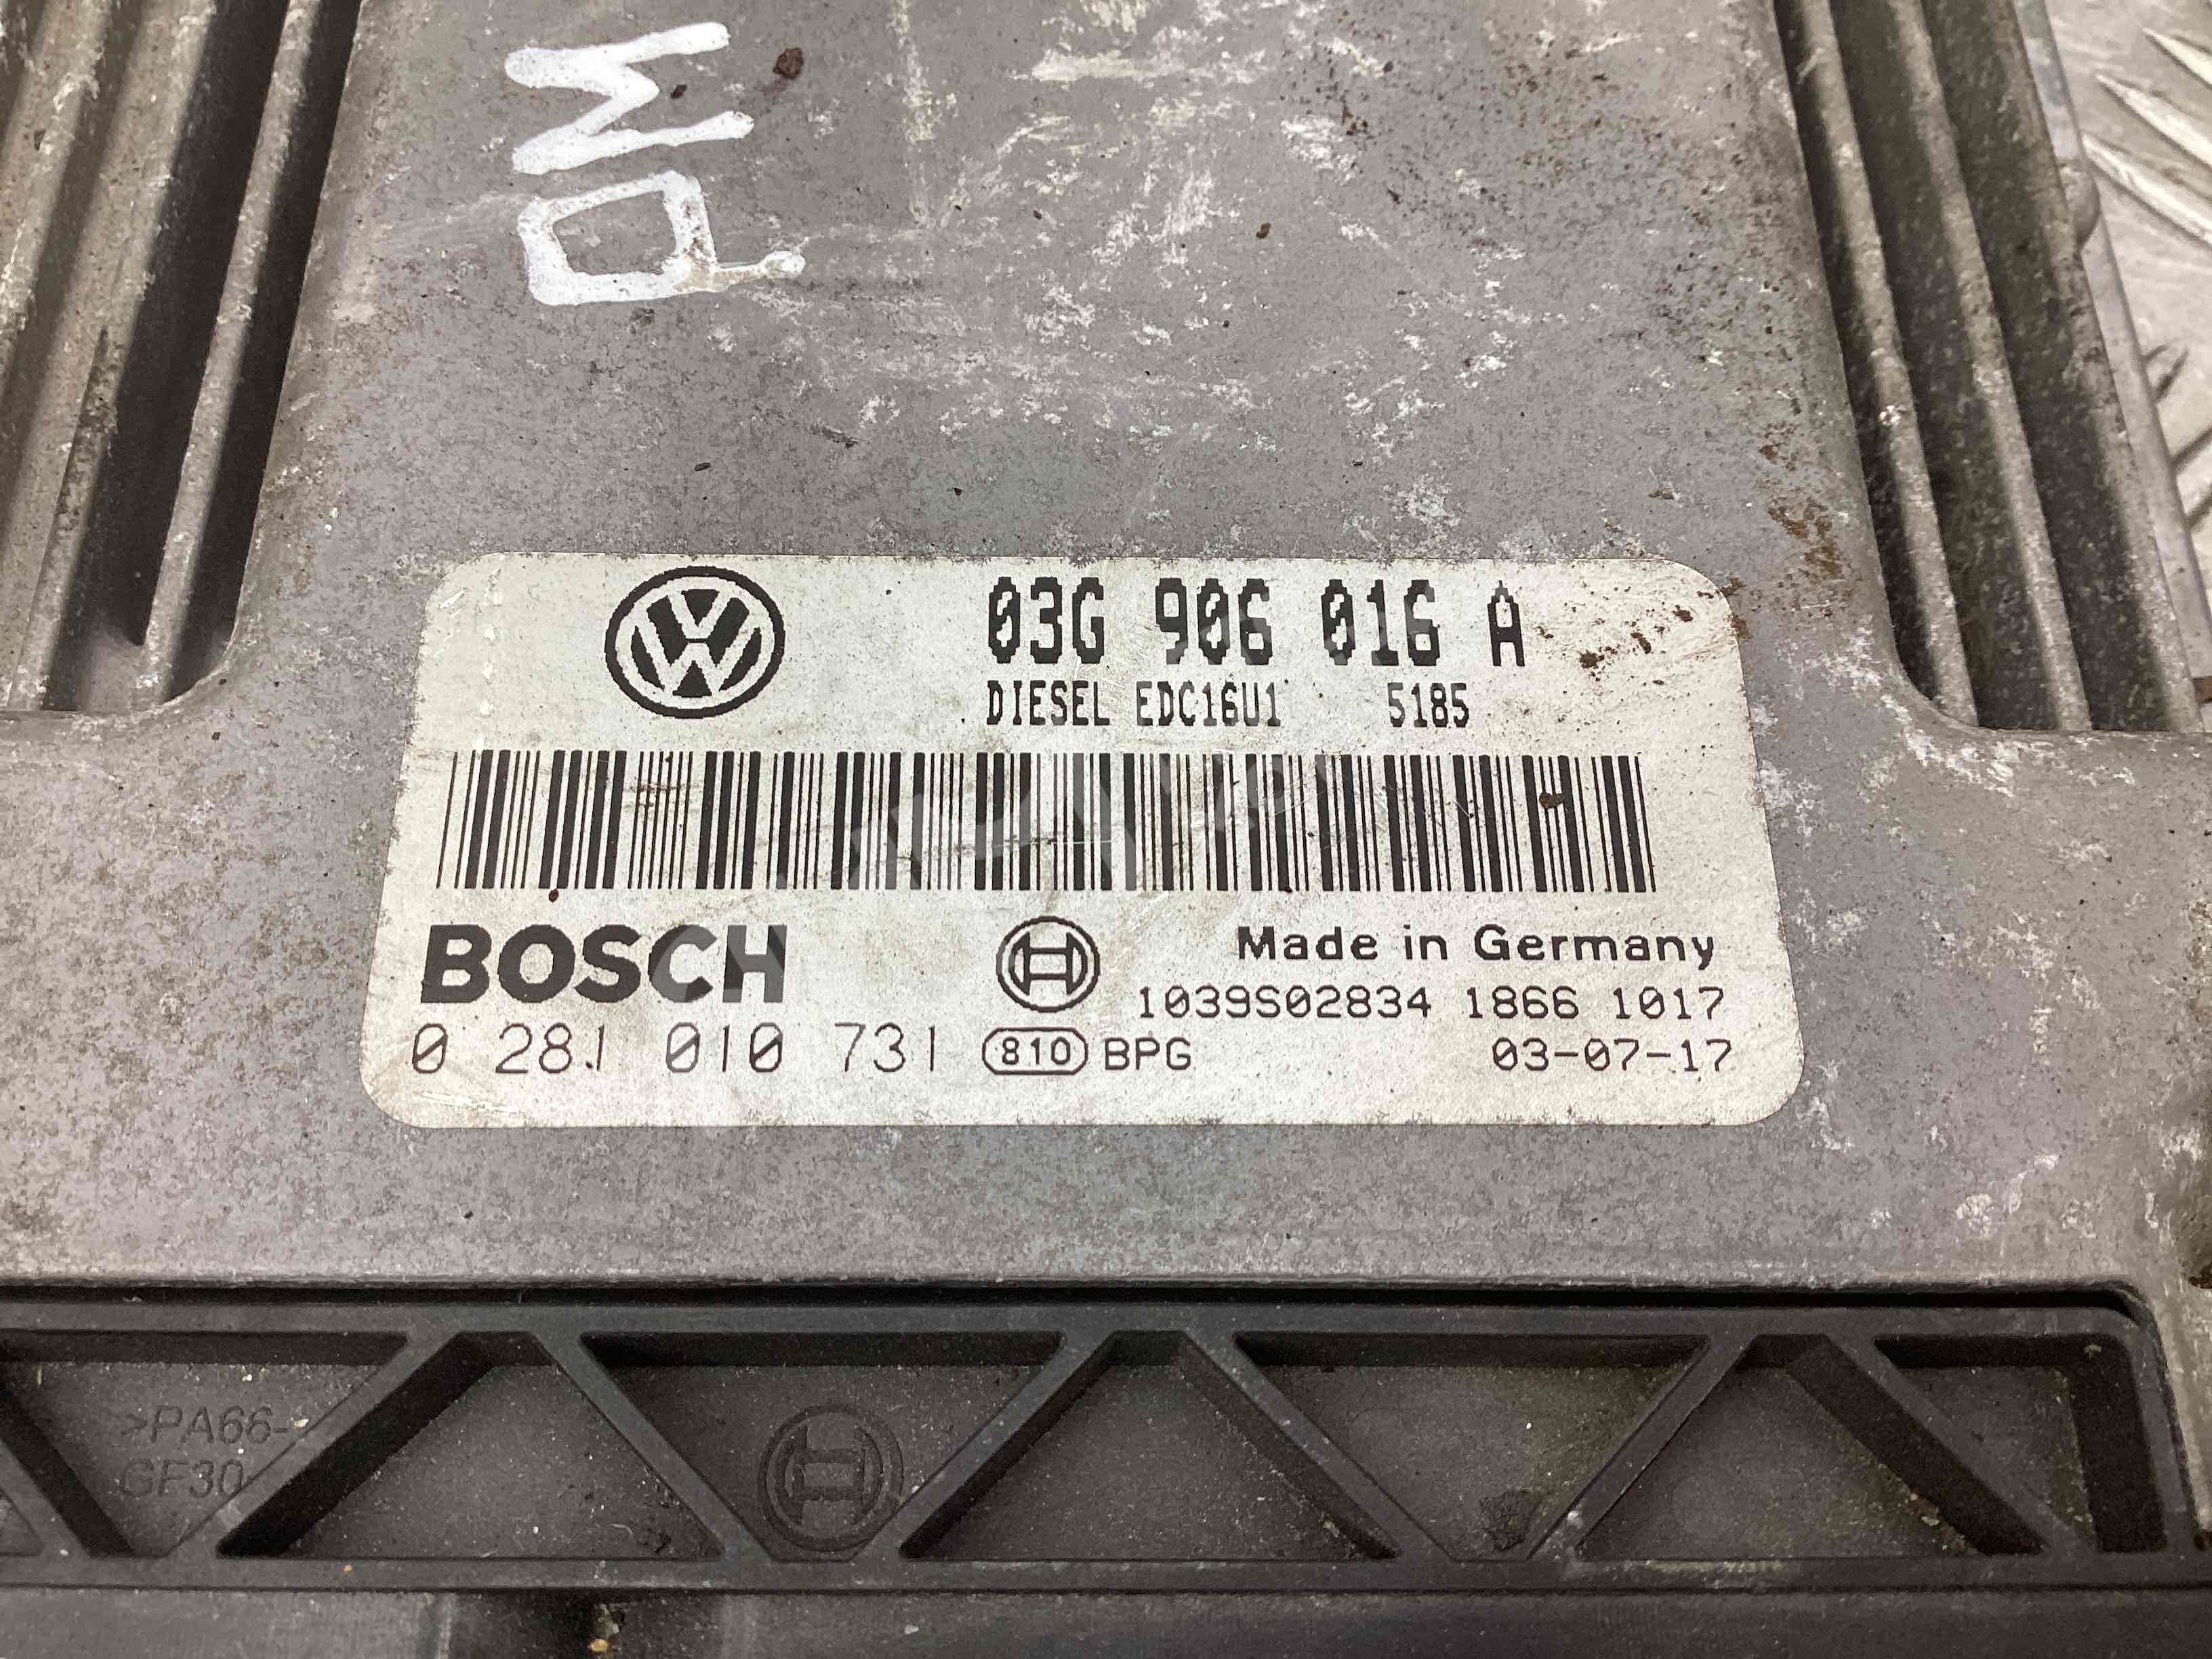 03G 906 016 A
DIESEL EDC16U1 5185
BOSCH
Made in Germany
1039S02834 1866 1017
0 281 010 731 810 BPG 03-07-17
>PA66-
GF30